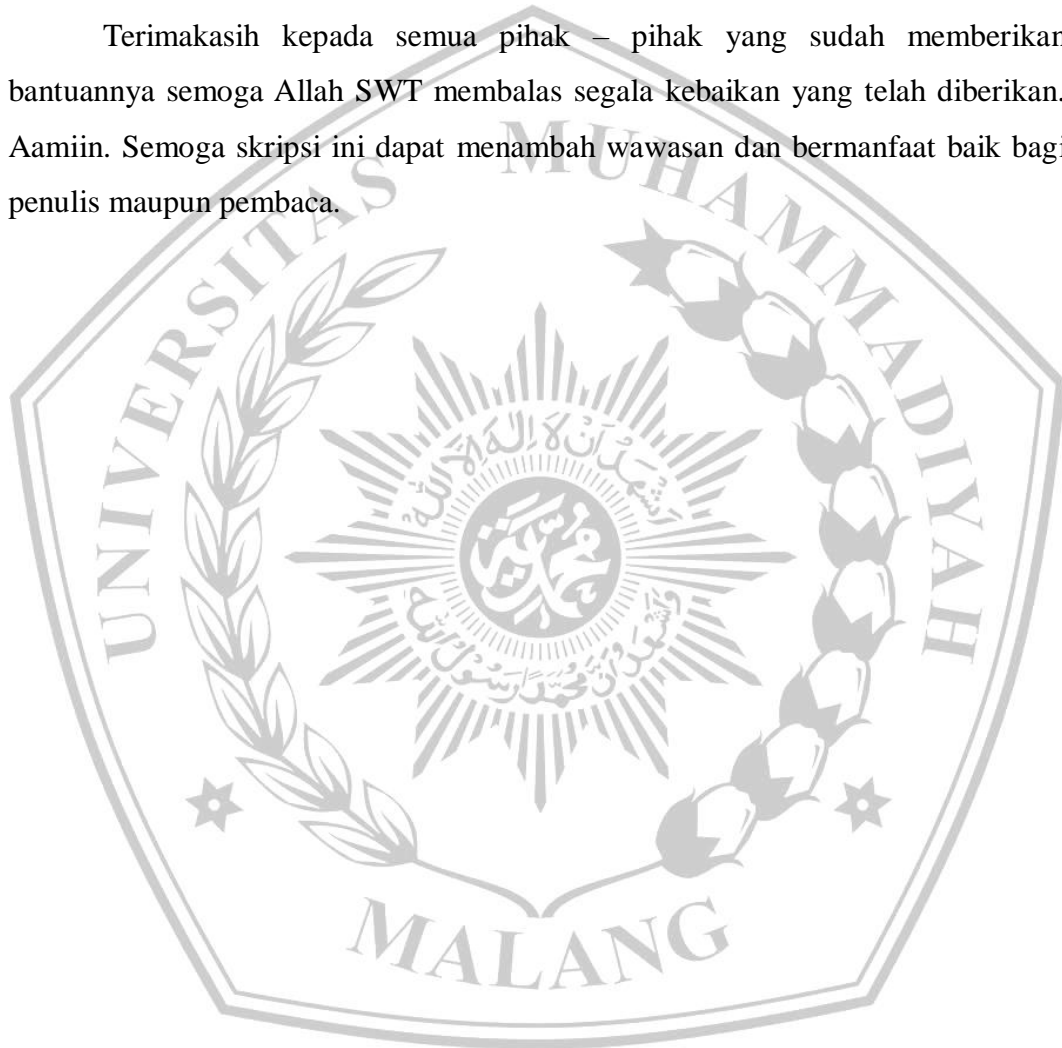 Terimakasih kepada semua pihak – pihak yang sudah memberikan
bantuannya semoga Allah SWT membalas segala kebaikan yang telah diberikan.
Aamiin. Semoga skripsi ini dapat menambah wawasan dan bermanfaat baik bagi
penulis maupun pembaca.
UNIVERSITAS MUHAMMADIYAH
MALANG